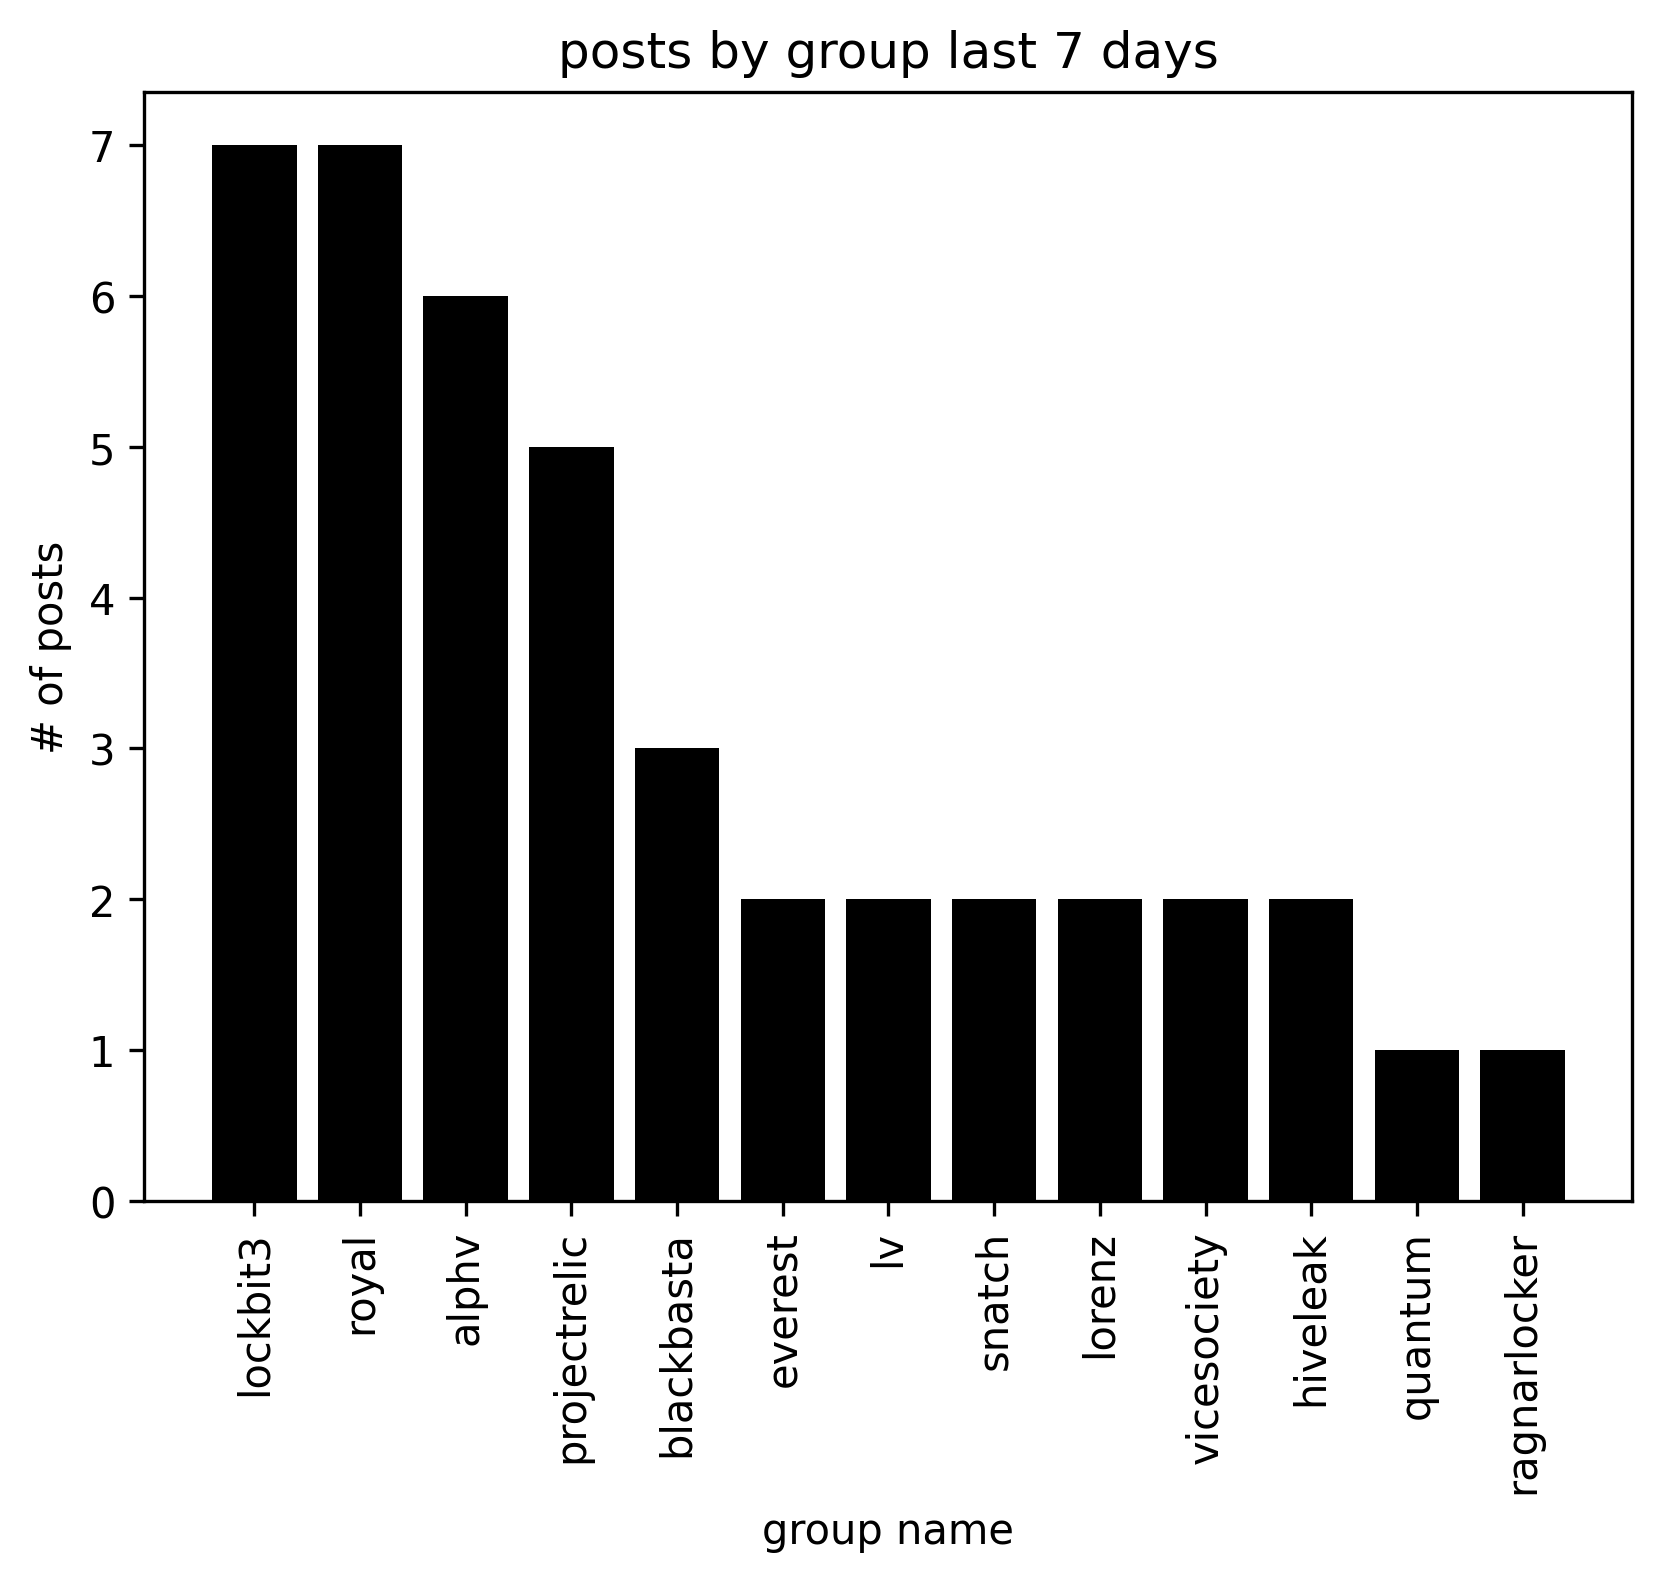 posts by group last 7 days
# of posts
7
6
5
4
3
2
1
0
lockbit3
royal
alphv
projectrelic
blackbasta
everest
lv
snatch
lorenz
vicesociety
hiveleak
quantum
ragnarlocker
group name